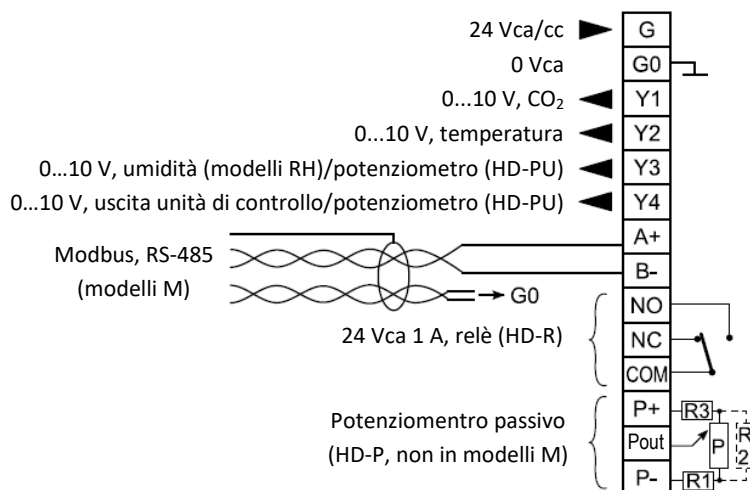 24 Vca/cc G
0 Vca G0
0...10 V, CO₂ Y1
0...10 V, temperatura Y2
0...10 V, umidità (modelli RH)/potenziometro (HD-PU) Y3
0...10 V, uscita unità di controllo/potenziometro (HD-PU) Y4
A+
Modbus, RS-485
(modelli M)
B-
G0
NO
24 Vca 1 A, relè (HD-R) NC
COM
P+ R3
Potenziomentro passivo
(HD-P, non in modelli M)
Pout P R
2
P- R1